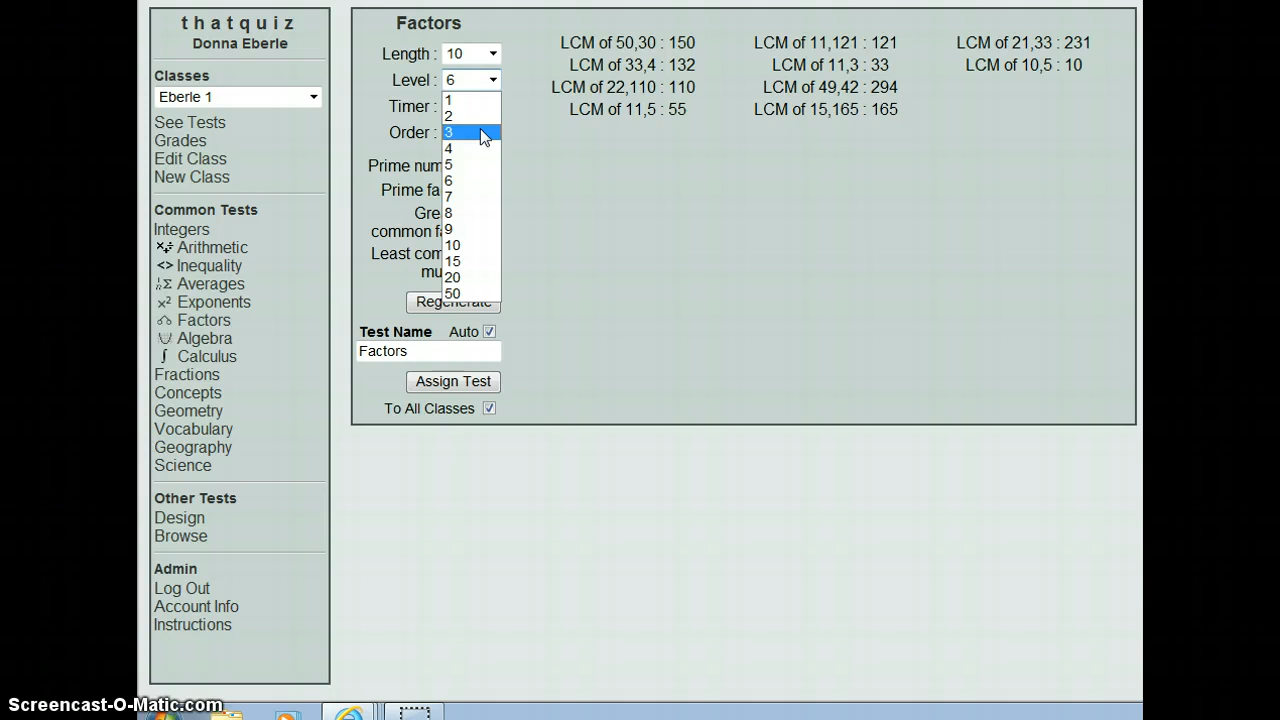 thatquiz
Donna Eberle
Classes
Eberle 1
See Tests
Grades
Edit Class
New Class
Common Tests
Integers
Arithmetic
<> Inequality
Averages
x² Exponents
Factors
Algebra
∫ Calculus
Fractions
Concepts
Geometry
Vocabulary
Geography
Science
Other Tests
Design
Browse
Admin
Log Out
Account Info
Instructions
Factors
Length : 10
Level : 6
Timer :
Order :
Prime num
Prime fa
Gre
common fa
Least com
mu
1
2
3
4
5
6
7
8
9
10
15
20
50
Regenerate
Test Name Auto
Factors
Assign Test
To All Classes
LCM of 50,30 : 150
LCM of 33,4 : 132
LCM of 22,110 : 110
LCM of 11,5 : 55
LCM of 11,121 : 121
LCM of 11,3 : 33
LCM of 49,42 : 294
LCM of 15,165 : 165
LCM of 21,33 : 231
LCM of 10,5 : 10
Screencast-O-Matic.com